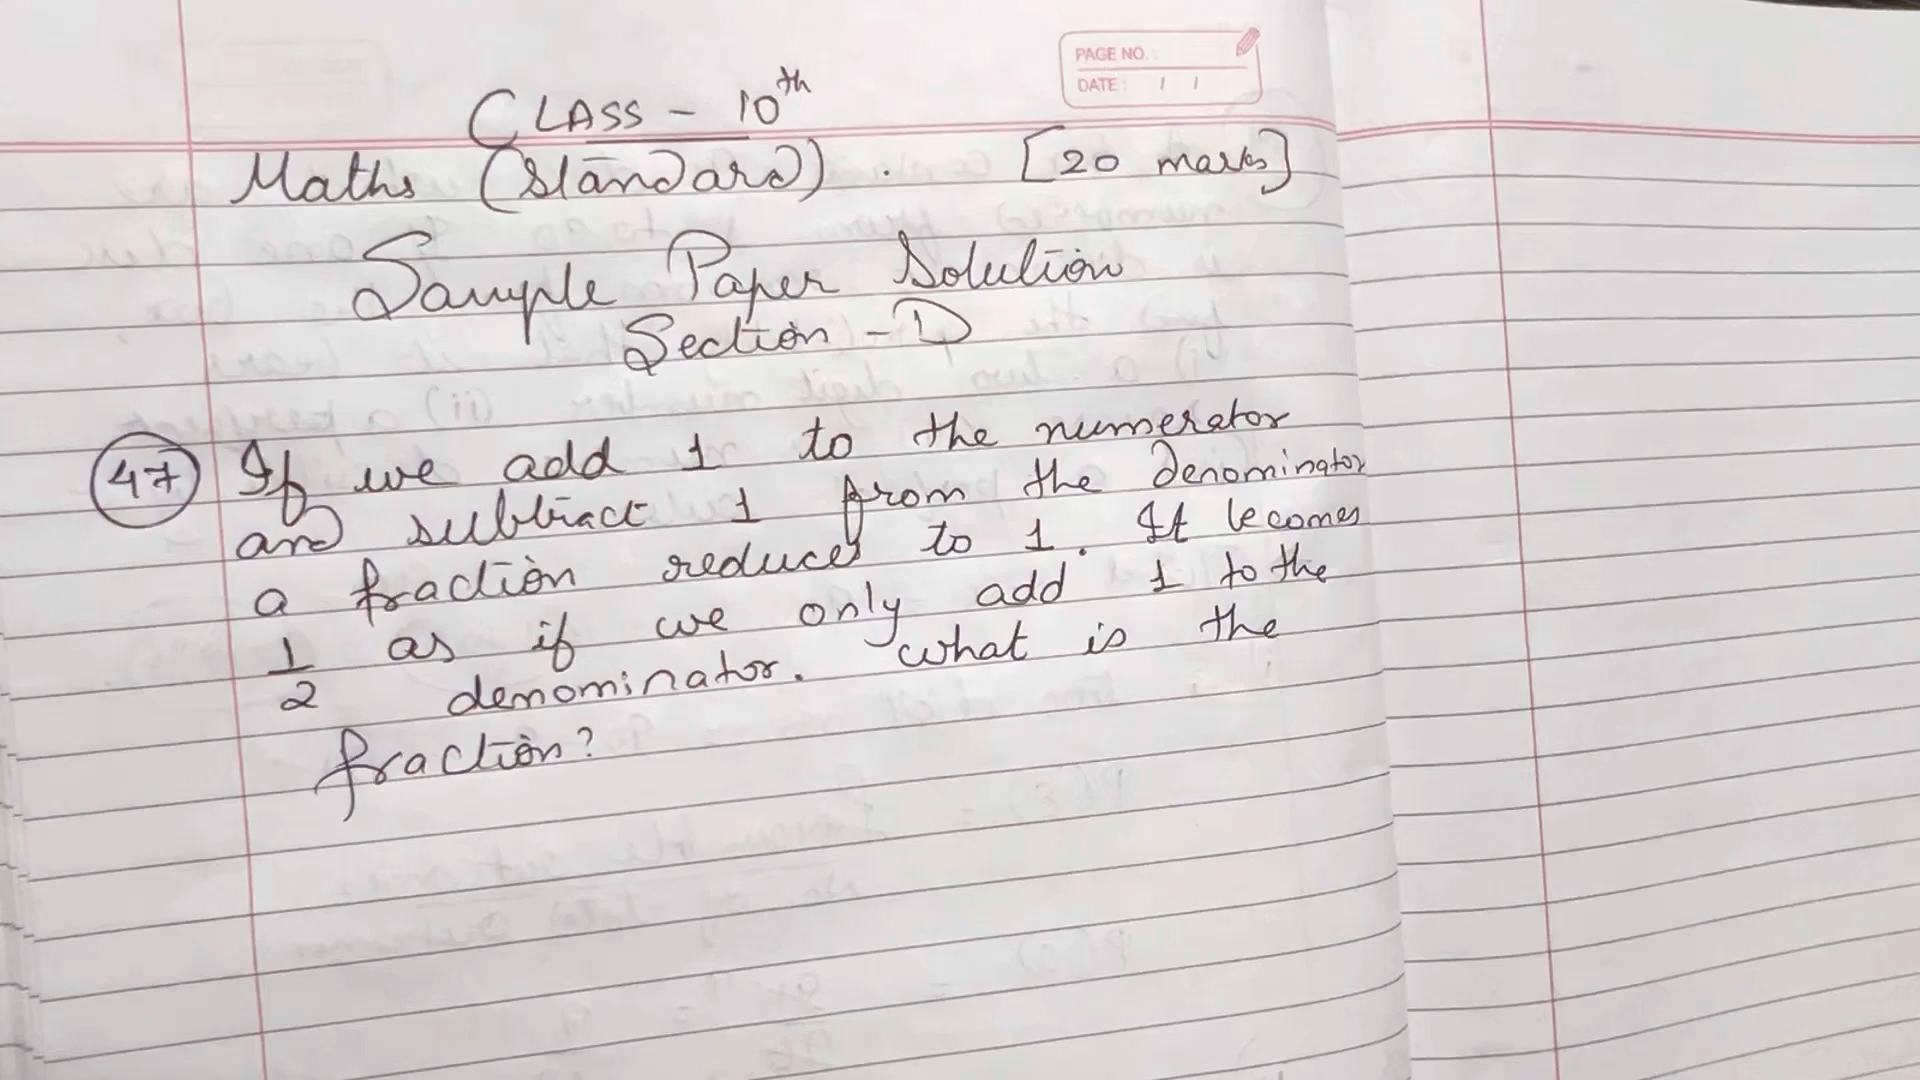 PAGE NO. :
DATE: / /
CLASS - 10th
Maths (Standard). [20 marks]
Sample Paper Solution
Section - D
47 If we add 1 to the numerator
and subtract 1 from the denominator
a fraction reduces to 1. It becomes
1/2 as if we only add 1 to the
denominator. what is the
fraction?